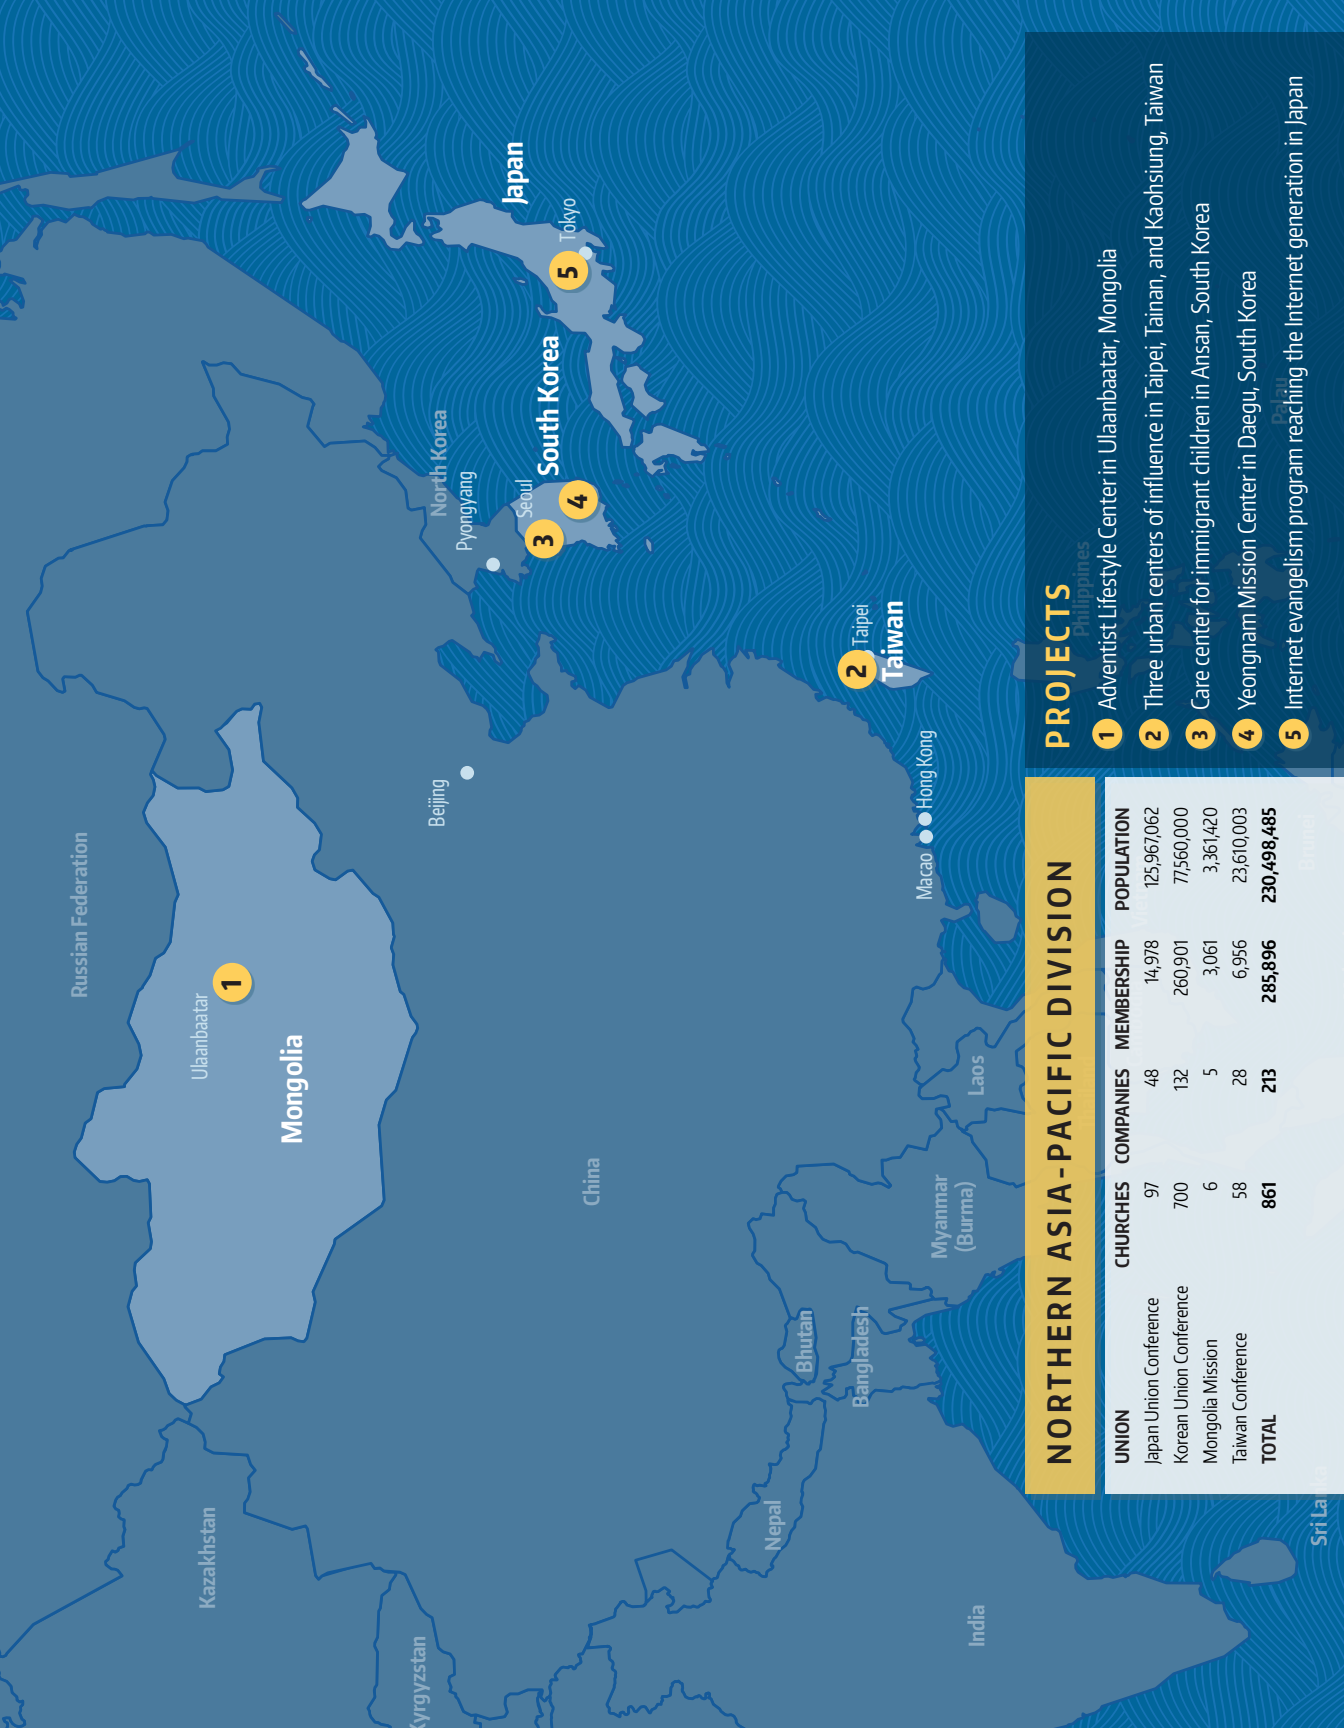 Russian Federation
Kazakhstan
Kyrgyzstan
Ulaanbaatar
1
Mongolia
Beijing
China
North Korea
Pyongyang
Seoul
3
4
South Korea
Japan
Tokyo
5
Taipei
2
Taiwan
Hong Kong
Macao
Nepal
Bhutan
Bangladesh
Myanmar
(Burma)
Laos
India
Philippines
Palau
Brunei
NORTHERN ASIA-PACIFIC DIVISION
UNION CHURCHES COMPANIES MEMBERSHIP POPULATION
Japan Union Conference 97 48 14,978 125,967,062
Korean Union Conference 700 132 260,901 77,560,000
Mongolia Mission 6 5 3,061 3,361,420
Taiwan Conference 58 28 6,956 23,610,003
TOTAL 861 213 285,896 230,498,485
PROJECTS
1 Adventist Lifestyle Center in Ulaanbaatar, Mongolia
2 Three urban centers of influence in Taipei, Tainan, and Kaohsiung, Taiwan
3 Care center for immigrant children in Ansan, South Korea
4 Yeongnam Mission Center in Daegu, South Korea
5 Internet evangelism program reaching the Internet generation in Japan
Sri Lanka